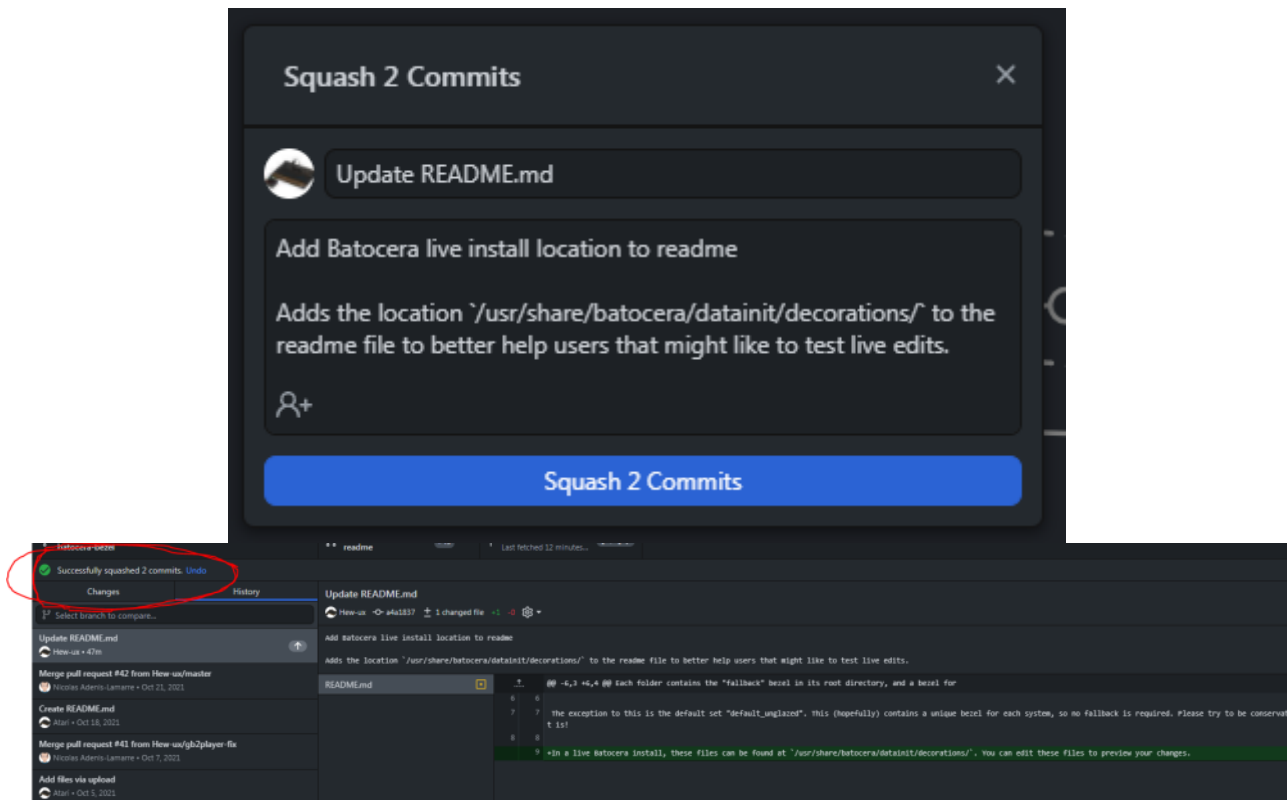 Squash 2 Commits
Update README.md
Add Batocera live install location to readme
Adds the location `/usr/share/batocera/datainit/decorations/` to the
readme file to better help users that might like to test live edits.
Squash 2 Commits
batocera-bezel
readme
Last fetched 12 minutes...
Successfully squashed 2 commits. Undo
Changes
History
Select branch to compare...
Update README.md
Hew-ux • 47m
Merge pull request #42 from Hew-ux/master
Nicolas Adenis-Lamarre • Oct 21, 2021
Create README.md
Atari • Oct 18, 2021
Merge pull request #41 from Hew-ux/gb2player-fix
Nicolas Adenis-Lamarre • Oct 7, 2021
Add files via upload
Atari • Oct 5, 2021
Update README.md
Hew-ux a4a1837 1 changed file +1 -0
Add Batocera live install location to readme
Adds the location `/usr/share/batocera/datainit/decorations/` to the readme file to better help users that might like to test live edits.
README.md
@@ -6,3 +6,4 @@ Each folder contains the "fallback" bezel in its root directory, and a bezel for
6 6
7 7 The exception to this is the default set "default_unglazed". This (hopefully) contains a unique bezel for each system, so no fallback is required. Please try to be conservat
t is!
8 8
9 +In a live Batocera install, these files can be found at `/usr/share/batocera/datainit/decorations/`. You can edit these files to preview your changes.